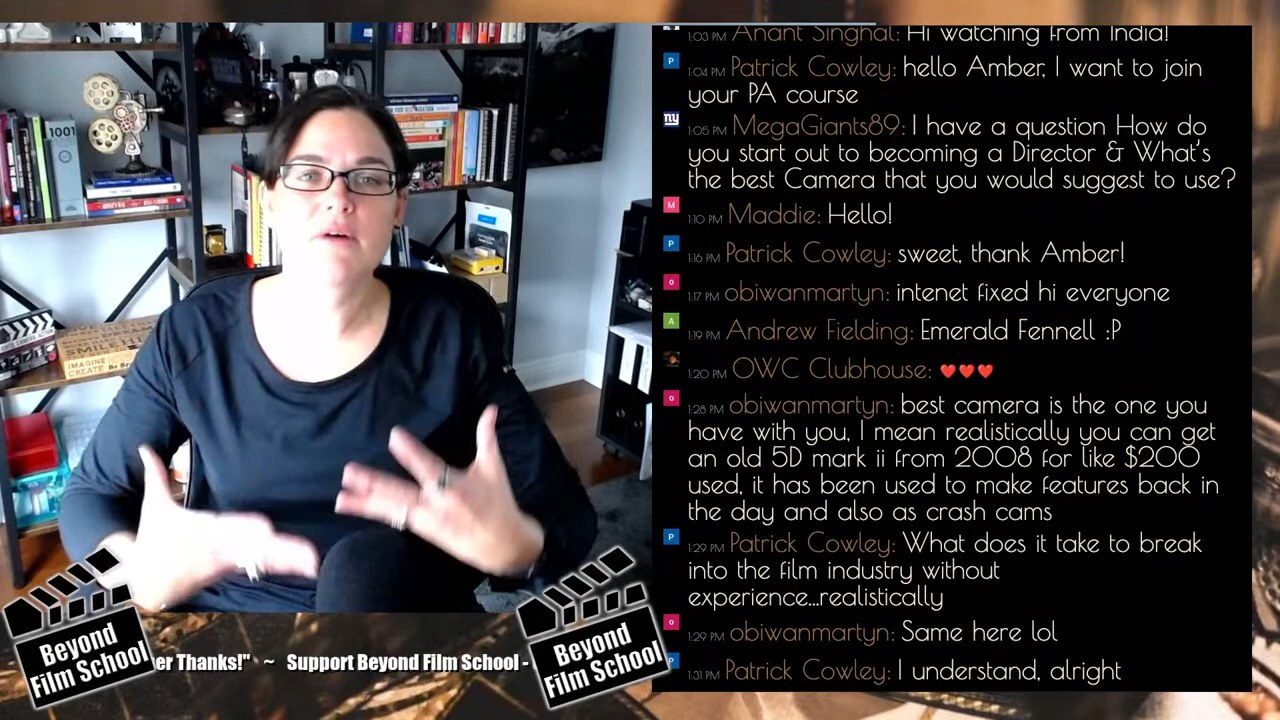 1:03 PM Anant Singhal: Hi watching from India!
P
1:04 PM Patrick Cowley: hello Amber, I want to join
your PA course
ny
1:05 PM MegaGiants89: I have a question How do
you start out to becoming a Director & What's
the best Camera that you would suggest to use?
M
1:10 PM Maddie: Hello!
P
1:16 PM Patrick Cowley: sweet, thank Amber!
o
1:17 PM obiwanmartyn: intenet fixed hi everyone
A
1:19 PM Andrew Fielding: Emerald Fennell :P
1:20 PM OWC Clubhouse: ❤️❤️❤️
o
1:28 PM obiwanmartyn: best camera is the one you
have with you, I mean realistically you can get
an old 5D mark ii from 2008 for like $200
used, it has been used to make features back in
the day and also as crash cams
P
1:29 PM Patrick Cowley: What does it take to break
into the film industry without
experience...realistically
o
1:29 PM obiwanmartyn: Same here lol
P
1:31 PM Patrick Cowley: I understand, alright
1001
IMAGINE
CREATE
Beyond
Film School
er Thanks!" ~ Support Beyond Film School -
Beyond
Film School